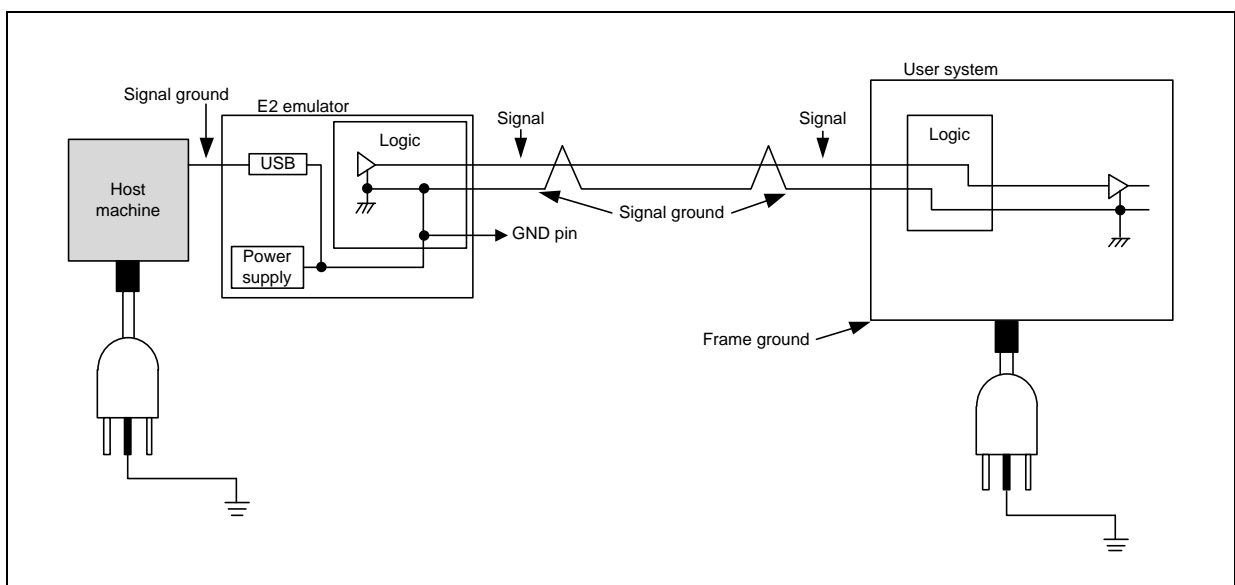 User system
Signal ground
E2 emulator
Signal
Signal
Logic
Logic
USB
Host
machine
Signal ground
GND pin
Power
supply
Frame ground